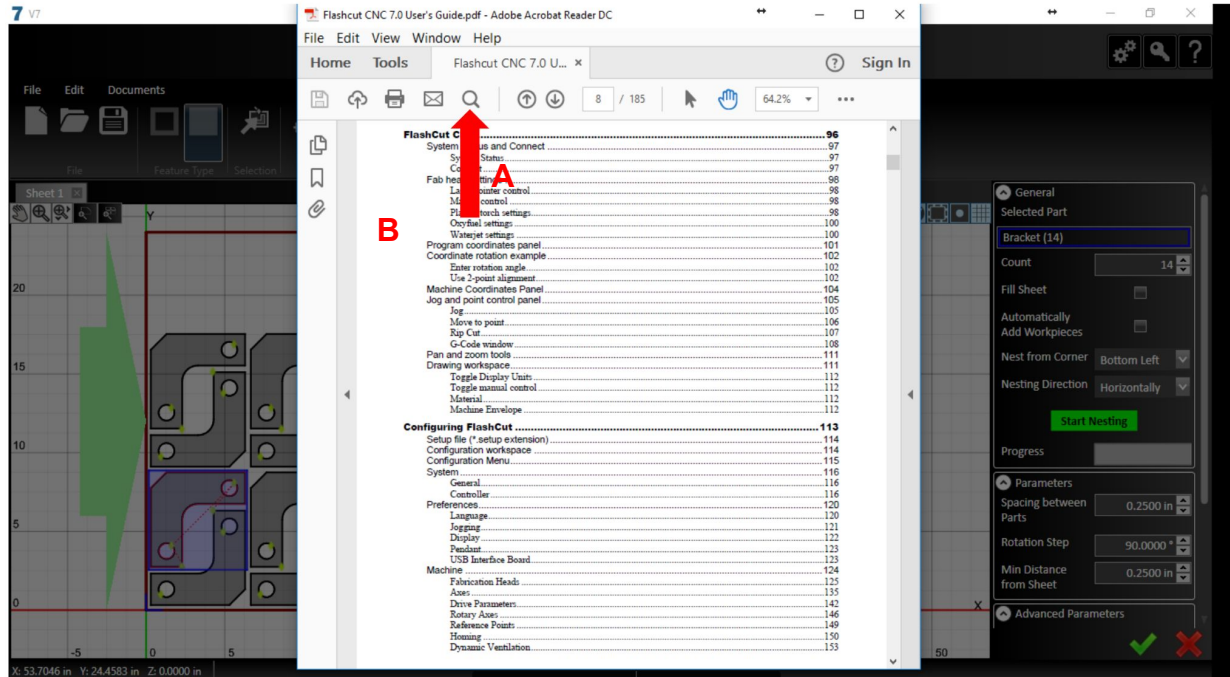 7 V7
Flashcut CNC 7.0 User's Guide.pdf - Adobe Acrobat Reader DC
File Edit View Window Help
Home Tools Flashcut CNC 7.0 U... × Sign In
8 / 185 64.2%
File Edit Documents
File Feature Type Selection
Sheet 1
Y
20
15
10
5
0
-5 0 5
X: 53.7046 in Y: 24.4583 in Z: 0.0000 in
A
B
FlashCut C 96
System us and Connect 97
Status 97
97
Fab hea 98
control 98
control 98
torch settings 98
Oxyfuel settings 100
Waterjet settings 100
Program coordinates panel 101
Coordinate rotation example 102
Enter rotation angle 102
Use 2-point alignment 102
Machine Coordinates Panel 104
Jog and point control panel 105
Jog 105
Move to point 106
Rip Cut 107
G-Code window 108
Pan and zoom tools 111
Drawing workspace 111
Toggle Display Units 112
Toggle manual control 112
Material 112
Machine Envelope 112
Configuring FlashCut 113
Setup file (*.setup extension) 114
Configuration workspace 114
Configuration Menu 115
System 116
General 116
Controller 116
Preferences 120
Language 120
Jogging 121
Display 122
Pendant 123
USB Interface Board 123
Machine 124
Fabrication Heads 125
Axes 135
Drive Parameters 142
Rotary Axes 146
Reference Points 149
Homing 150
Dynamic Ventilation 153
General
Selected Part
Bracket (14)
Count 14
Fill Sheet
Automatically
Add Workpieces
Nest from Corner Bottom Left
Nesting Direction Horizontally
Start Nesting
Progress
Parameters
Spacing between
Parts 0.2500 in
Rotation Step 90.0000 °
Min Distance
from Sheet 0.2500 in
Advanced Parameters
X
50